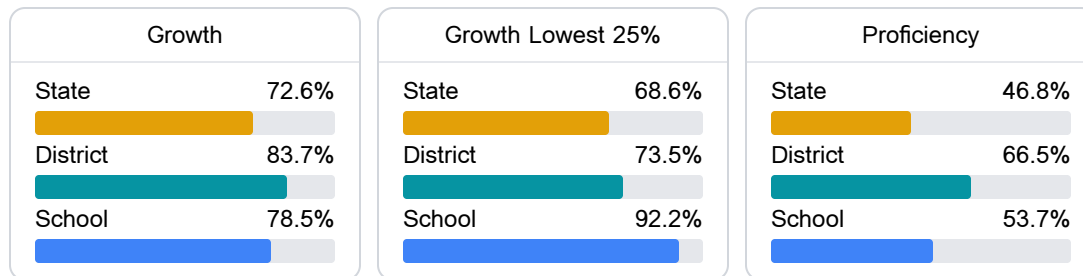 Growth
State 72.6%
District 83.7%
School 78.5%
Growth Lowest 25%
State 68.6%
District 73.5%
School 92.2%
Proficiency
State 46.8%
District 66.5%
School 53.7%